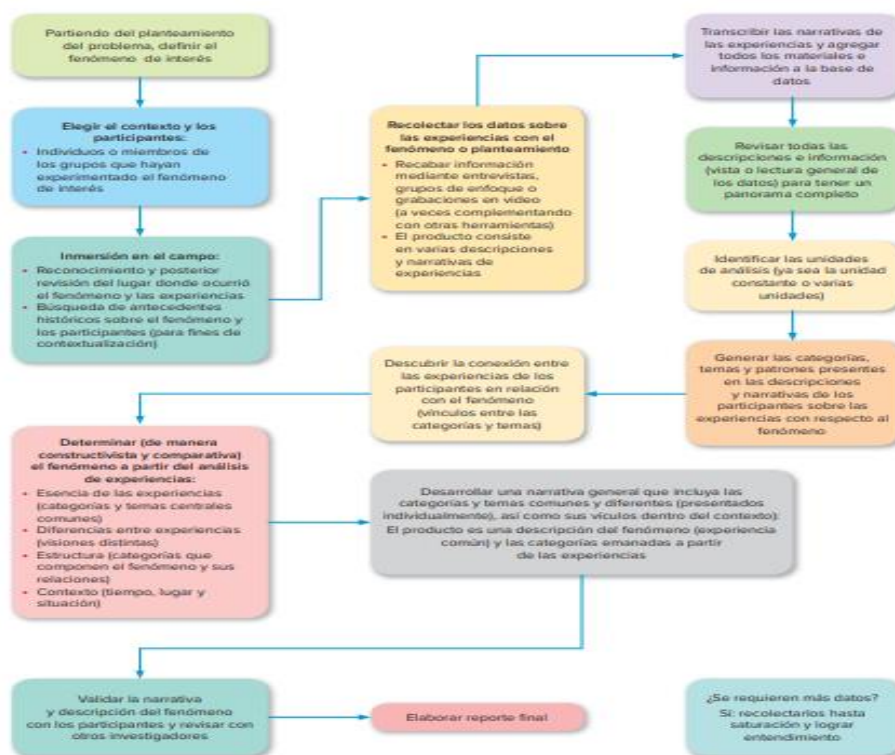 Partiendo del planteamiento
del problema, definir el
fenómeno de interés
Elegir el contexto y los
participantes:
• Individuos o miembros de
los grupos que hayan
experimentado el fenómeno
de interés
Inmersión en el campo:
• Reconocimiento y posterior
revisión del lugar donde ocurrió
el fenómeno y las experiencias
• Búsqueda de antecedentes
históricos sobre el fenómeno y
los participantes (para fines de
contextualización)
Recolectar los datos sobre
las experiencias con el
fenómeno o planteamiento
• Recabar información
mediante entrevistas,
grupos de enfoque o
grabaciones en video
(a veces complementando
con otras herramientas)
• El producto consiste
en varias descripciones
y narrativas de
experiencias
Transcribir las narrativas de
las experiencias y agregar
todos los materiales e
información a la base de
datos
Revisar todas las
descripciones e información
(vista o lectura general de
los datos) para tener un
panorama completo
Identificar las unidades
de análisis (ya sea la unidad
constante o varias
unidades)
Generar las categorías,
temas y patrones presentes
en las descripciones
y narrativas de los
participantes sobre las
experiencias con respecto al
fenómeno
Descubrir la conexión entre
las experiencias de los
participantes en relación
con el fenómeno
(vínculos entre las
categorías y temas)
Determinar (de manera
constructivista y comparativa)
el fenómeno a partir del análisis
de experiencias:
• Esencia de las experiencias
(categorías y temas centrales
comunes)
• Diferencias entre experiencias
(visiones distintas)
• Estructura (categorías que
componen el fenómeno y sus
relaciones)
• Contexto (tiempo, lugar y
situación)
Desarrollar una narrativa general que incluya las
categorías y temas comunes y diferentes (presentados
individualmente), así como sus vículos dentro del contexto):
El producto es una descripción del fenómeno (experiencia
común) y las categorías emanadas a partir
de las experiencias
Validar la narrativa
y descripción del fenómeno
con los participantes y revisar con
otros investigadores
Elaborar reporte final
¿Se requieren más datos?
Sí: recolectarlos hasta
saturación y lograr
entendimiento